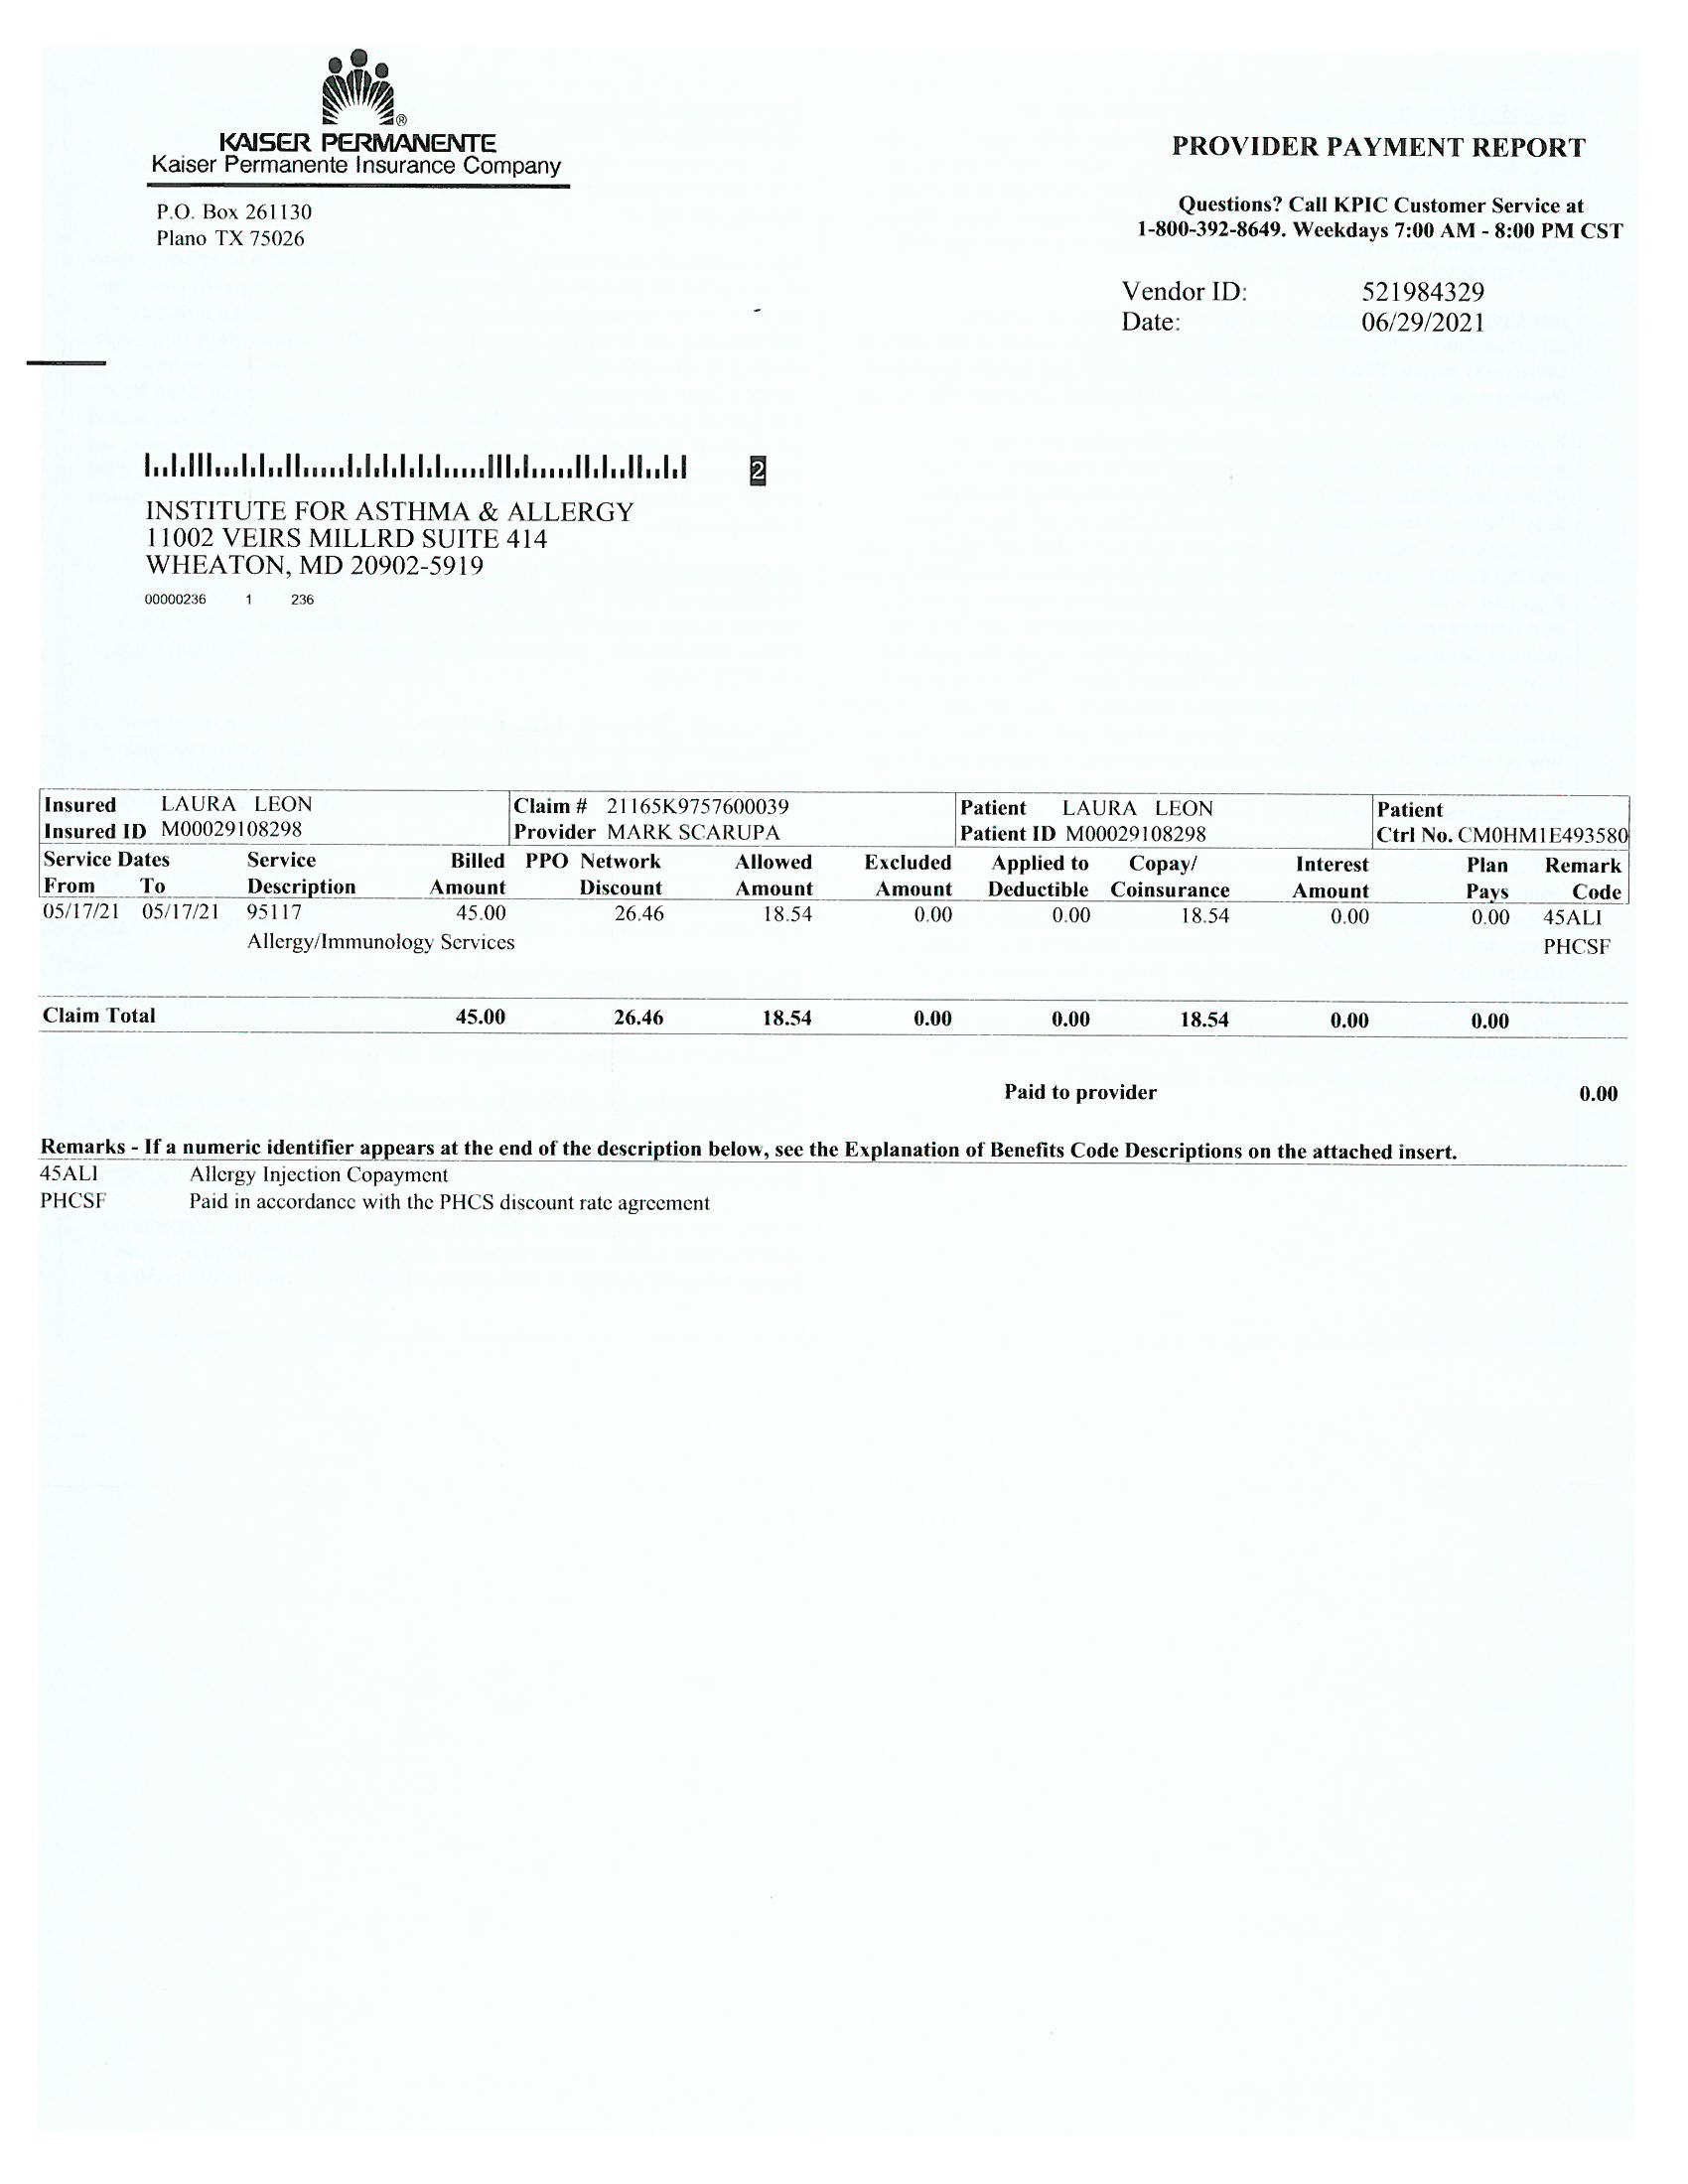 KAISER PERMANENTE®
Kaiser Permanente Insurance Company
P.O. Box 261130
Plano TX 75026
PROVIDER PAYMENT REPORT
Questions? Call KPIC Customer Service at
1-800-392-8649. Weekdays 7:00 AM - 8:00 PM CST
Vendor ID: 521984329
Date: 06/29/2021
2
INSTITUTE FOR ASTHMA & ALLERGY
11002 VEIRS MILLRD SUITE 414
WHEATON, MD 20902-5919
00000236 1 236
Insured LAURA LEON Claim # 21165K9757600039 Patient LAURA LEON Patient
Insured ID M00029108298 Provider MARK SCARUPA Patient ID M00029108298 Ctrl No. CM0HM1E493580
Service Dates Service Billed PPO Network Allowed Excluded Applied to Copay/ Interest Plan Remark
From To Description Amount Discount Amount Amount Deductible Coinsurance Amount Pays Code
05/17/21 05/17/21 95117 45.00 26.46 18.54 0.00 0.00 18.54 0.00 0.00 45ALI
Allergy/Immunology Services PHCSF
Claim Total 45.00 26.46 18.54 0.00 0.00 18.54 0.00 0.00
Paid to provider 0.00
Remarks - If a numeric identifier appears at the end of the description below, see the Explanation of Benefits Code Descriptions on the attached insert.
45ALI Allergy Injection Copayment
PHCSF Paid in accordance with the PHCS discount rate agreement